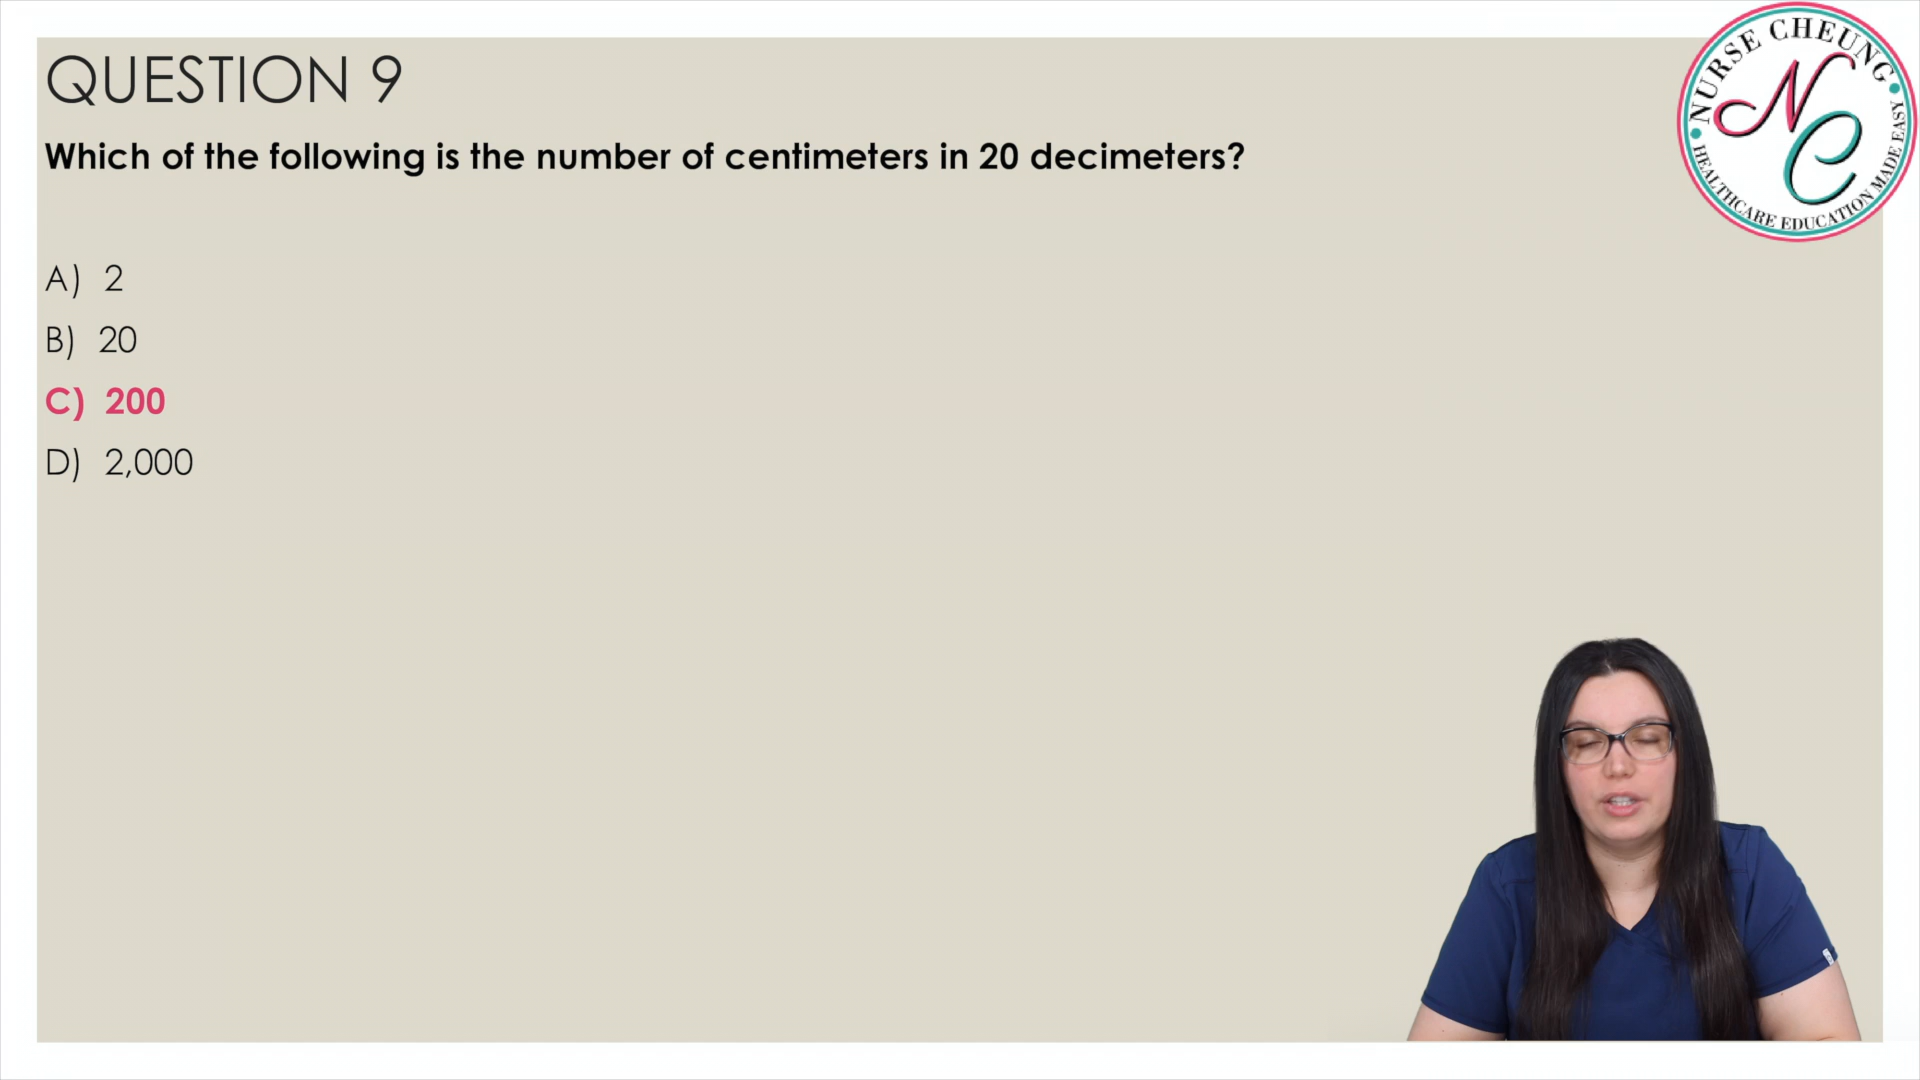 QUESTION 9
Which of the following is the number of centimeters in 20 decimeters?
A) 2
B) 20
C) 200
D) 2,000
NURSE CHEUNG
NC
HEALTHCARE EDUCATION MADE EASY